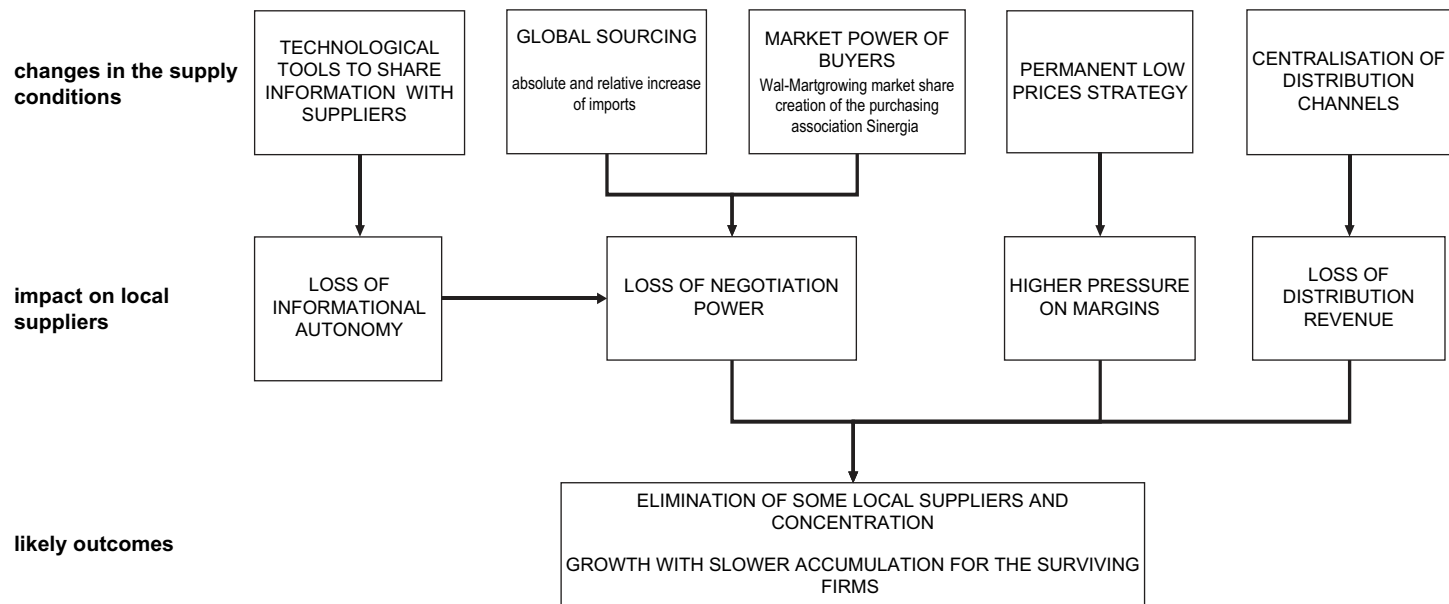 changes in the supply
conditions
TECHNOLOGICAL
TOOLS TO SHARE
INFORMATION WITH
SUPPLIERS
GLOBAL SOURCING
absolute and relative increase
of imports
MARKET POWER OF
BUYERS
Wal-Martgrowing market share
creation of the purchasing
association Sinergia
PERMANENT LOW
PRICES STRATEGY
CENTRALISATION OF
DISTRIBUTION
CHANNELS
impact on local
suppliers
LOSS OF
INFORMATIONAL
AUTONOMY
LOSS OF NEGOTIATION
POWER
HIGHER PRESSURE
ON MARGINS
LOSS OF
DISTRIBUTION
REVENUE
likely outcomes
ELIMINATION OF SOME LOCAL SUPPLIERS AND
CONCENTRATION
GROWTH WITH SLOWER ACCUMULATION FOR THE SURVIVING
FIRMS